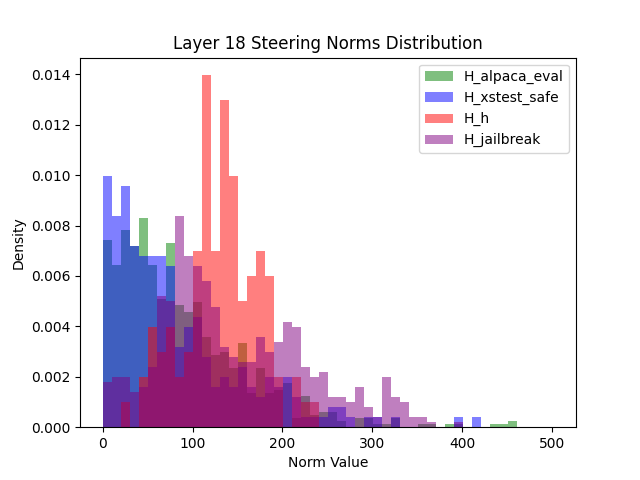 Layer 18 Steering Norms Distribution
H_alpaca_eval
H_xstest_safe
H_h
H_jailbreak
Density
0.014
0.012
0.010
0.008
0.006
0.004
0.002
0.000
0
100
200
300
400
500
Norm Value